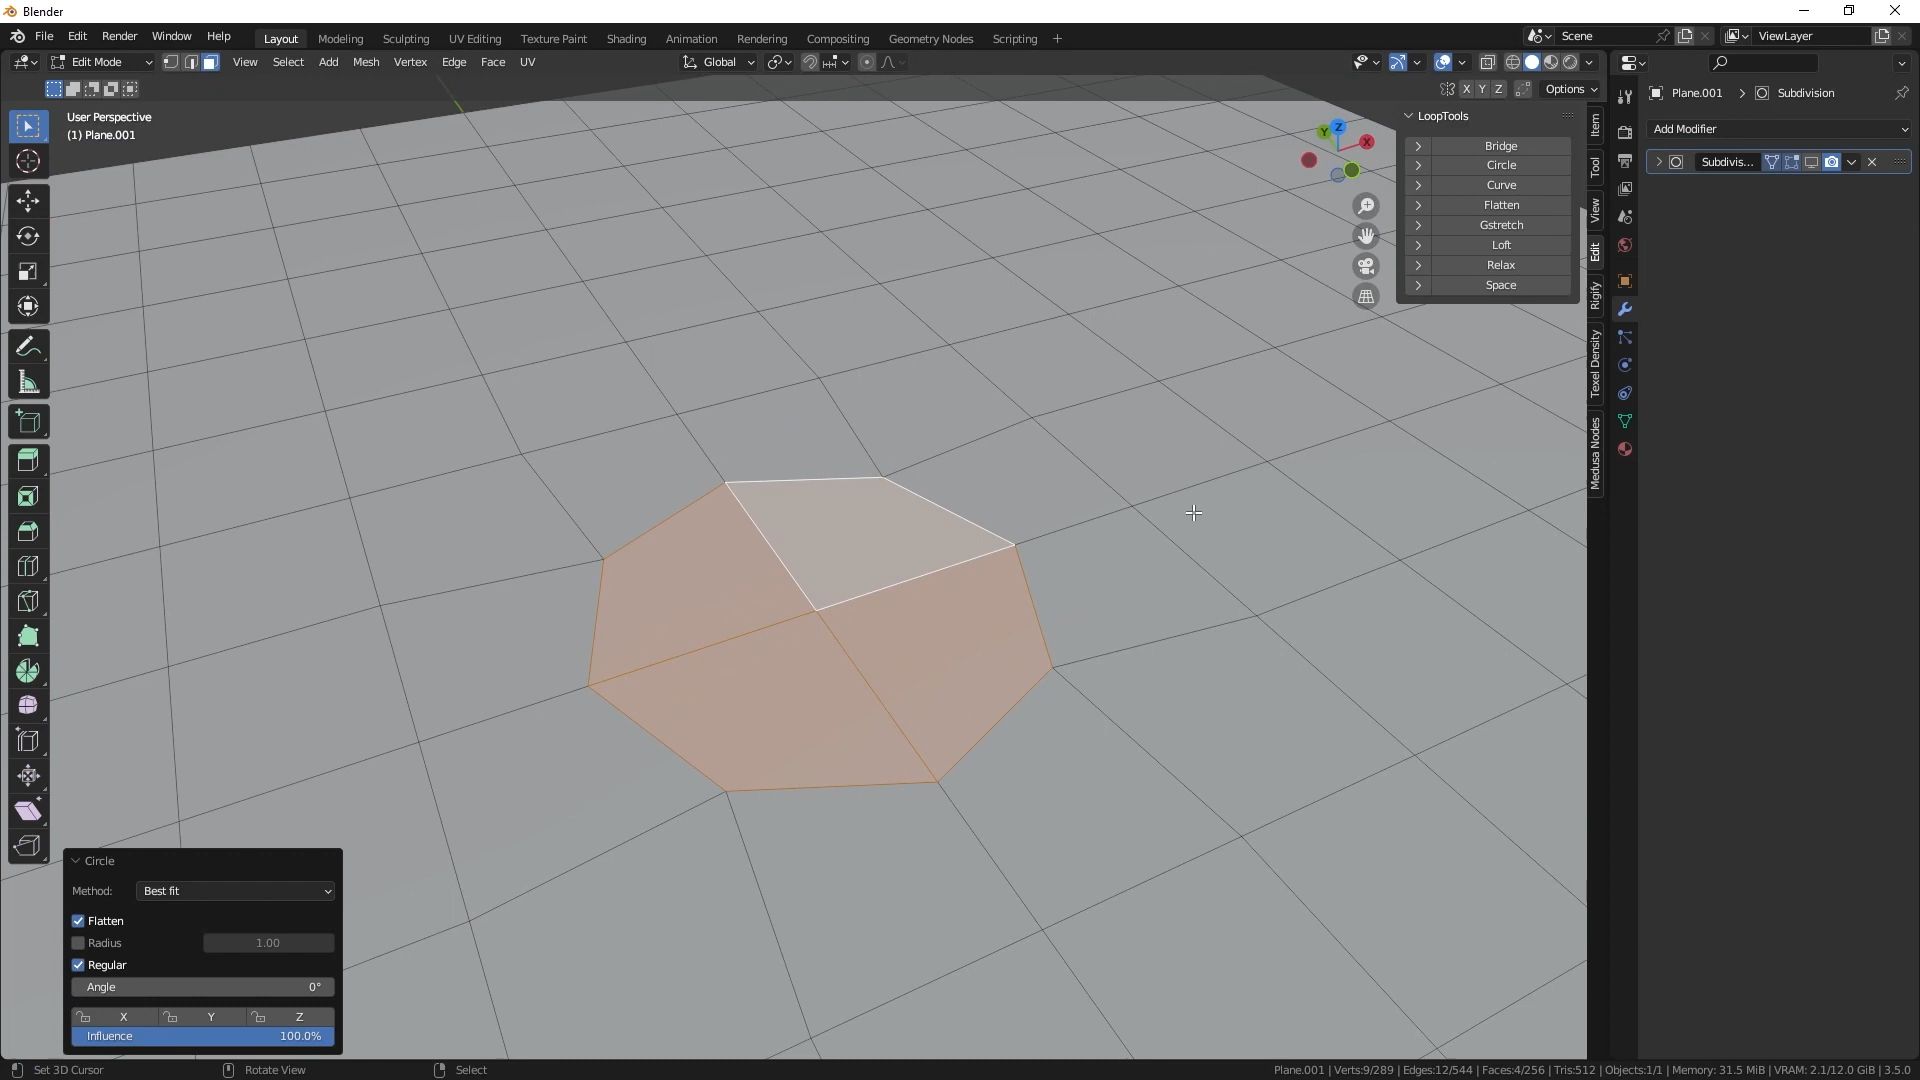 Blender
File Edit Render Window Help Layout Modeling Sculpting UV Editing Texture Paint Shading Animation Rendering Compositing Geometry Nodes Scripting + Scene ViewLayer
Edit Mode View Select Add Mesh Vertex Edge Face UV Global
X Y Z Options
User Perspective
(1) Plane.001
Y Z X
LoopTools
Bridge
Circle
Curve
Flatten
Gstretch
Loft
Relax
Space
Item
Tool
View
Edit
Rigify
Texel Density
Medusa Nodes
Plane.001 > Subdivision
Add Modifier
Subdivis...
Circle
Method: Best fit
Flatten
Radius 1.00
Regular
Angle 0°
X Y Z
Influence 100.0%
Set 3D Cursor Rotate View Select Plane.001 | Verts:9/289 | Edges:12/544 | Faces:4/256 | Tris:512 | Objects:1/1 | Memory: 31.5 MiB | VRAM: 2.1/12.0 GiB | 3.5.0